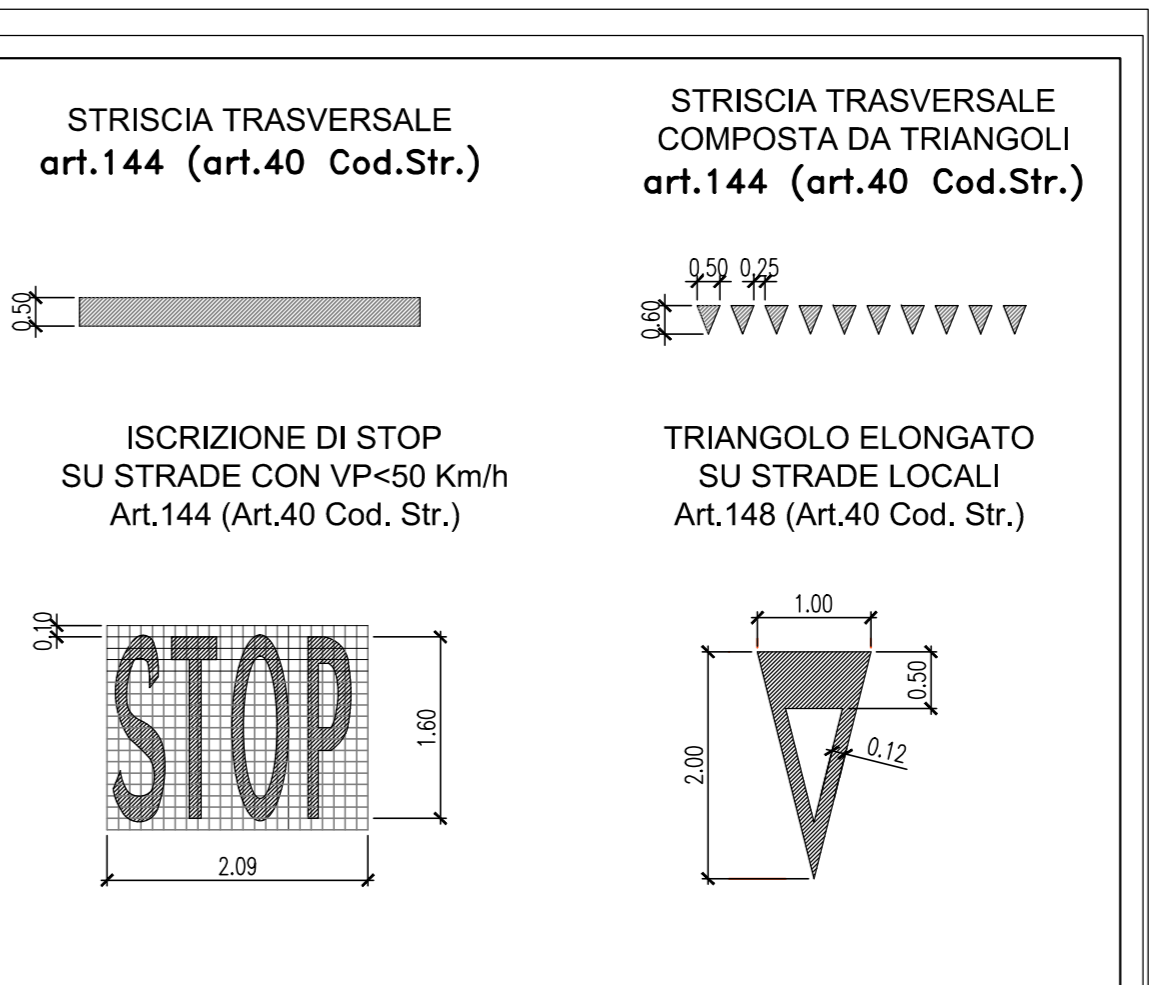 STRISCIA TRASVERSALE
art.144 (art.40 Cod.Str.)
0.50
STRISCIA TRASVERSALE
COMPOSTA DA TRIANGOLI
art.144 (art.40 Cod.Str.)
0.50 0.25
0.60
ISCRIZIONE DI STOP
SU STRADE CON VP<50 Km/h
Art.144 (Art.40 Cod. Str.)
0.10
STOP
1.60
2.09
TRIANGOLO ELONGATO
SU STRADE LOCALI
Art.148 (Art.40 Cod. Str.)
1.00
0.50
2.00
0.12